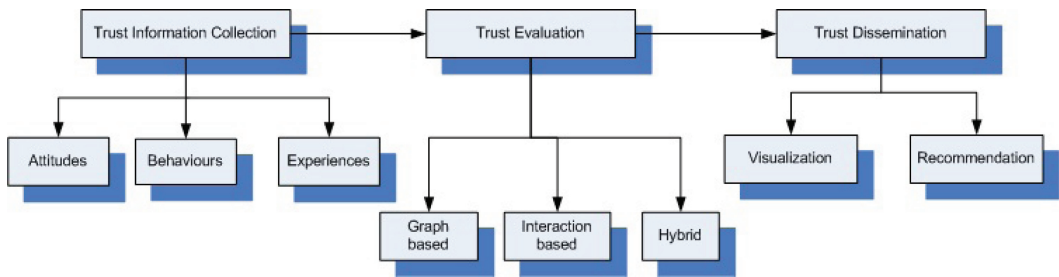 Trust Information Collection
Trust Evaluation
Trust Dissemination
Attitudes
Behaviours
Experiences
Visualization
Recommendation
Graph
based
Interaction
based
Hybrid